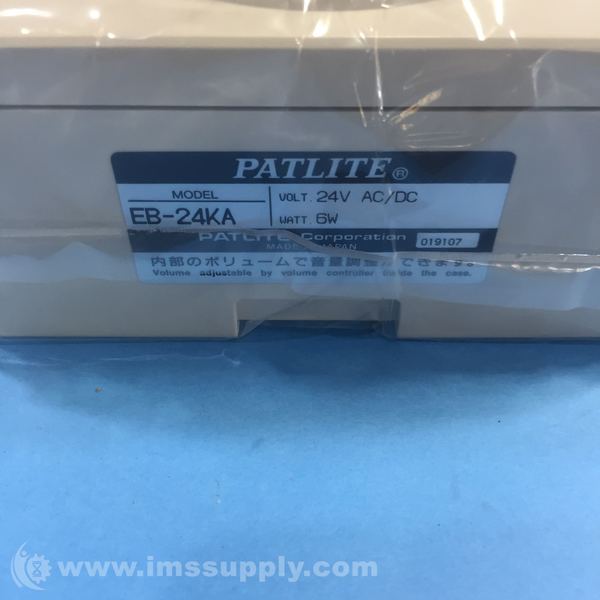 PATLITE®
MODEL
EB-24KA
VOLT. 24V AC/DC
WATT. 6W
PATLITE Corporation
MADE IN JAPAN
019107
内部のボリュームで音量調整ができます。
Volume adjustable by volume controller inside the case.
www.imssupply.com